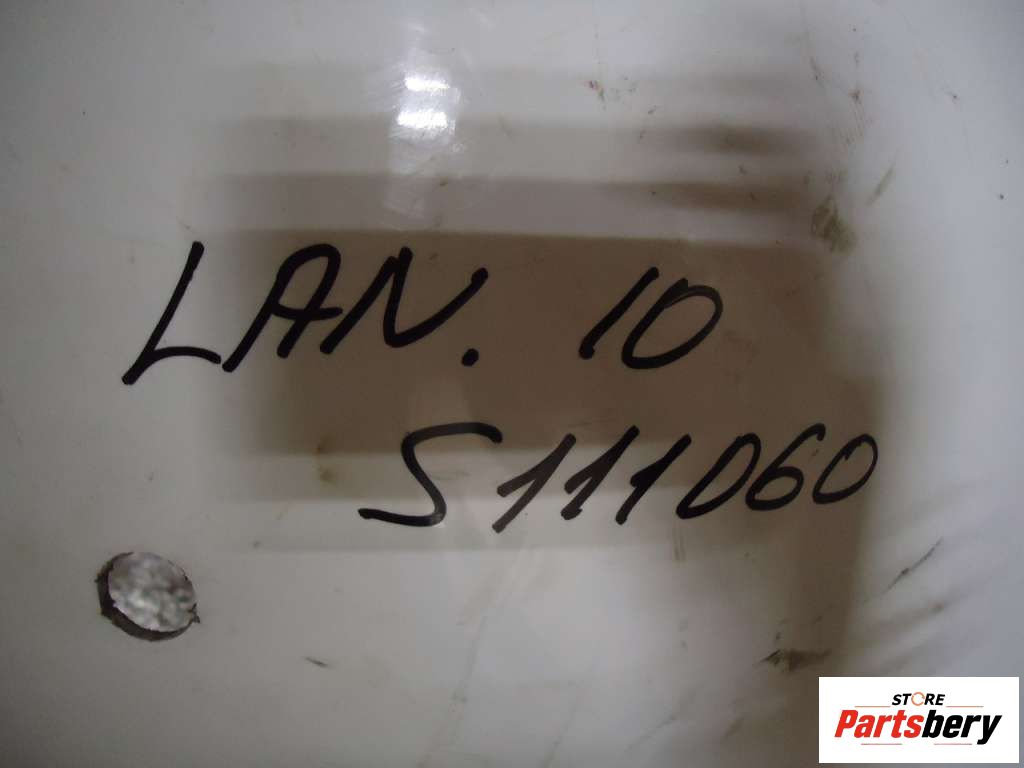 LAN. 10
S111060
STORE
Partsbery